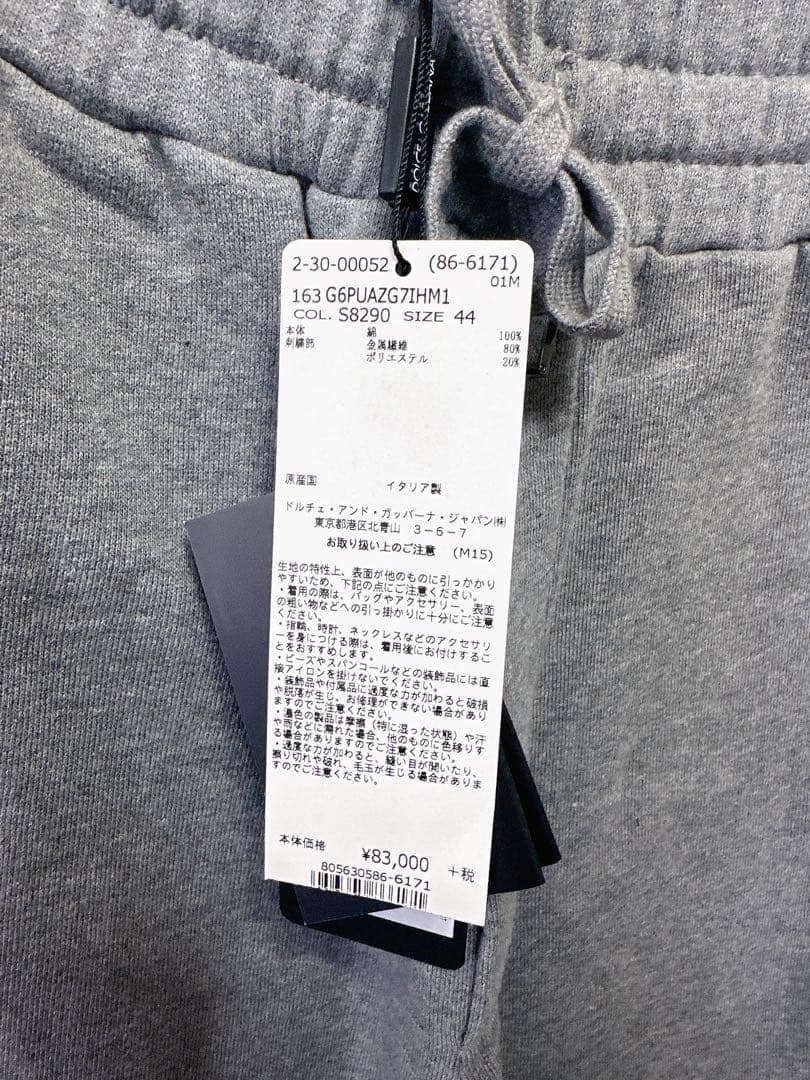 2-30-00052 (86-6171)
01M
163 G6PUAZG7IHM1
COL. S8290 SIZE 44
本体 綿 100%
刺繍部 金属繊維 80%
ポリエステル 20%
原産国 イタリア製
ドルチェ・アンド・ガッバーナ・ジャパン㈱
東京都港区北青山 3-6-7
お取り扱い上のご注意 (M15)
生地の特性上、表面が他のものに引っかかり
やすいため、下記の点にご注意ください。
・着用の際は、バッグやアクセサリー、表面
の粗い物などへの引っ掛かりに十分にご注意
ください。
・指輪、時計、ネックレスなどのアクセサリ
ーを身につける際は、着用後にお付けするこ
とをおすすめします。
・ビーズやスパンコールなどの装飾品には直
接アイロンを掛けないでください。
・装飾品や付属品に過度な力が加わると破損
や脱落が生じ、お修理ができない場合があり
ますのでご注意ください。
・濃色の製品は摩擦（特に湿った状態）や汗
や雨などに濡れた場合、他のものに色移りす
る場合がありますのでご注意ください。
・過度な力が加わると、縫い目が開いたり、
擦り切れや破れ、毛玉が生じる場合がありま
すのでご注意ください。
本体価格 ¥83,000 +税
805630586-6171